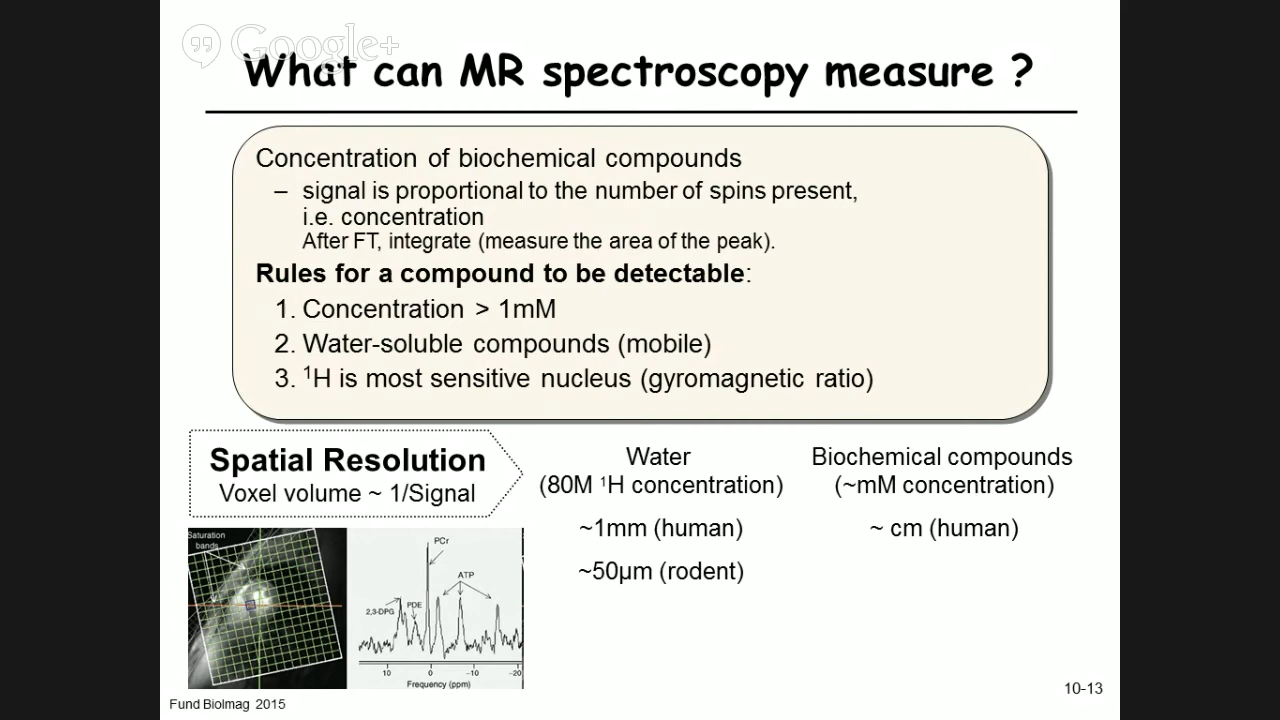 Google+
What can MR spectroscopy measure ?
Concentration of biochemical compounds
– signal is proportional to the number of spins present,
i.e. concentration
After FT, integrate (measure the area of the peak).
Rules for a compound to be detectable:
1. Concentration > 1mM
2. Water-soluble compounds (mobile)
3. ¹H is most sensitive nucleus (gyromagnetic ratio)
Spatial Resolution
Voxel volume ~ 1/Signal
Water
(80M ¹H concentration)
~1mm (human)
~50µm (rodent)
Biochemical compounds
(~mM concentration)
~ cm (human)
Saturation
bands
PCr
ATP
2,3-DPG
PDE
10 0 -10 -20
Frequency (ppm)
10-13
Fund BioImag 2015